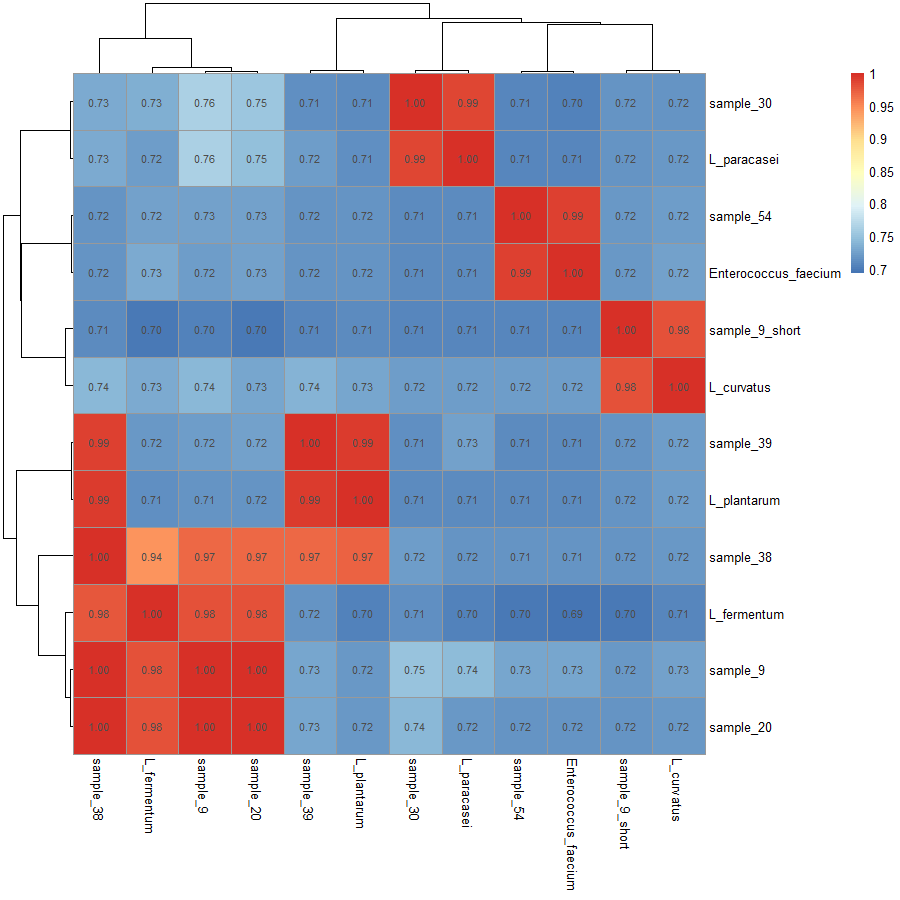 0.73 0.73 0.76 0.75 0.71 0.71 1.00 0.99 0.71 0.70 0.72 0.72 sample_30
0.73 0.72 0.76 0.75 0.72 0.71 0.99 1.00 0.71 0.71 0.72 0.72 L_paracasei
0.72 0.72 0.73 0.73 0.72 0.72 0.71 0.71 1.00 0.99 0.72 0.72 sample_54
0.72 0.73 0.72 0.73 0.72 0.72 0.71 0.71 0.99 1.00 0.72 0.72 Enterococcus_faecium
0.71 0.70 0.70 0.70 0.71 0.71 0.71 0.71 0.71 0.71 1.00 0.98 sample_9_short
0.74 0.73 0.74 0.73 0.74 0.73 0.72 0.72 0.72 0.72 0.98 1.00 L_curvatus
0.99 0.72 0.72 0.72 1.00 0.99 0.71 0.73 0.71 0.71 0.72 0.72 sample_39
0.99 0.71 0.71 0.72 0.99 1.00 0.71 0.71 0.71 0.71 0.72 0.72 L_plantarum
1.00 0.94 0.97 0.97 0.97 0.97 0.72 0.72 0.71 0.71 0.72 0.72 sample_38
0.98 1.00 0.98 0.98 0.72 0.70 0.71 0.70 0.70 0.69 0.70 0.71 L_fermentum
1.00 0.98 1.00 1.00 0.73 0.72 0.75 0.74 0.73 0.73 0.72 0.73 sample_9
1.00 0.98 1.00 1.00 0.73 0.72 0.74 0.72 0.72 0.72 0.72 0.72 sample_20
sample_38
L_fermentum
sample_9
sample_20
sample_39
L_plantarum
sample_30
L_paracasei
sample_54
Enterococcus_faecium
sample_9_short
L_curvatus
1
0.95
0.9
0.85
0.8
0.75
0.7